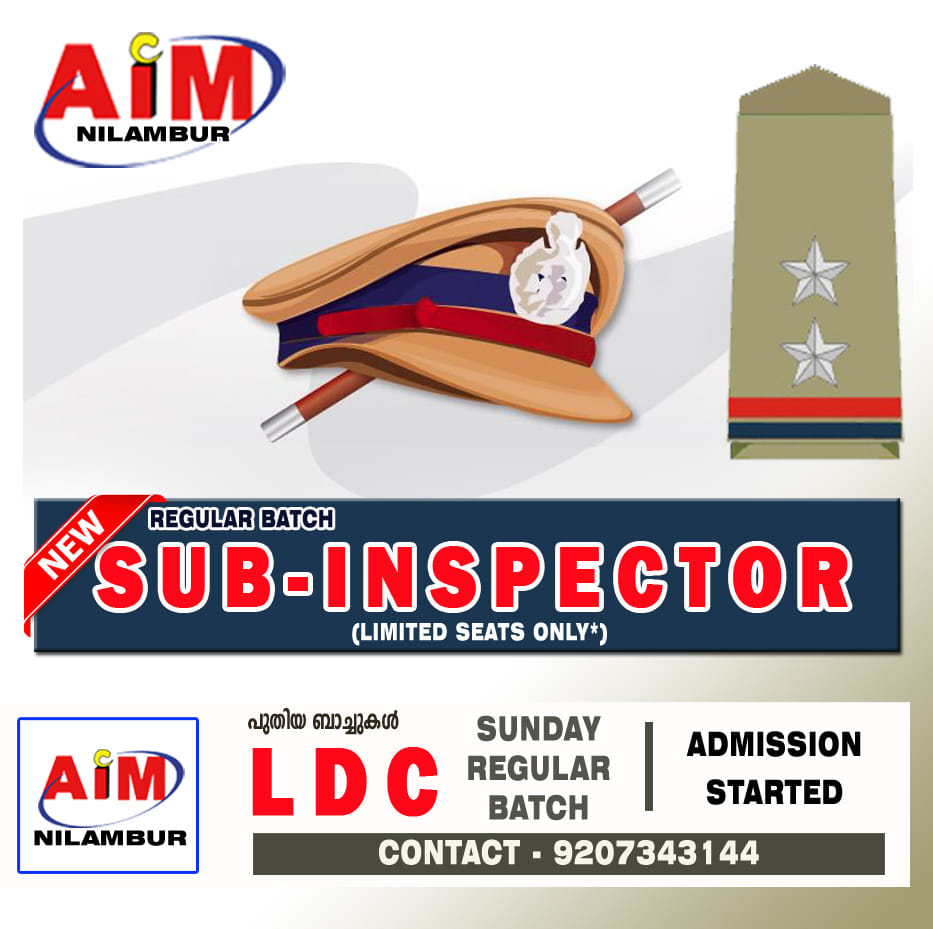 AiM
NILAMBUR
NEW
REGULAR BATCH
SUB-INSPECTOR
(LIMITED SEATS ONLY*)
AiM
NILAMBUR
പുതിയ ബാച്ചുകൾ
LDC
SUNDAY
REGULAR
BATCH
ADMISSION
STARTED
CONTACT - 9207343144